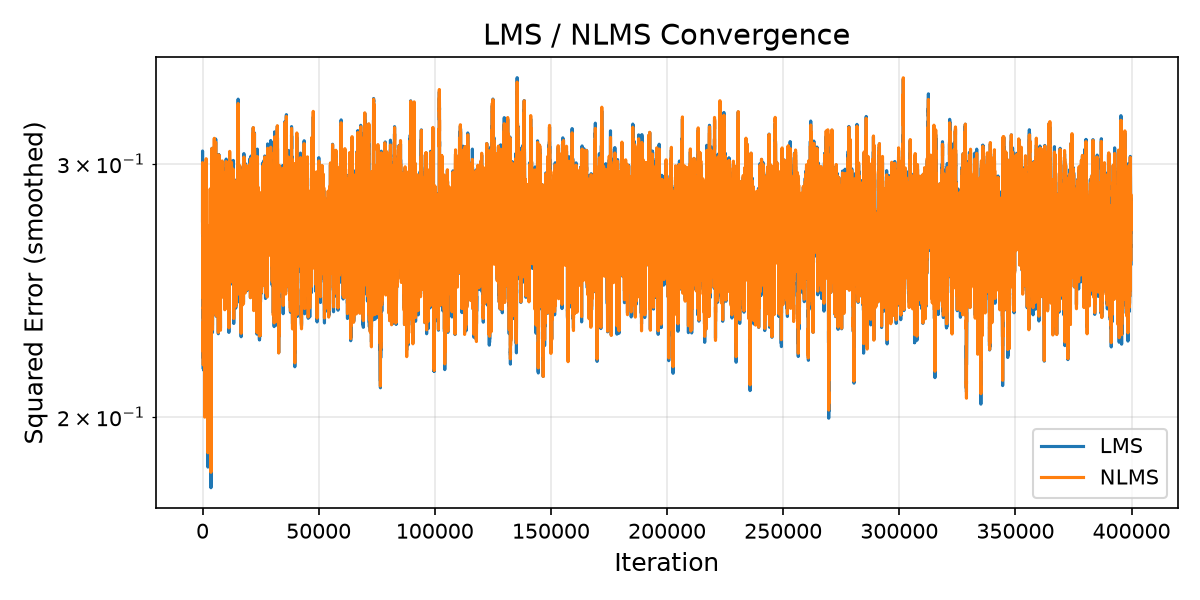 LMS / NLMS Convergence
Squared Error (smoothed)
3 × 10⁻¹
2 × 10⁻¹
LMS
NLMS
0 50000 100000 150000 200000 250000 300000 350000 400000
Iteration